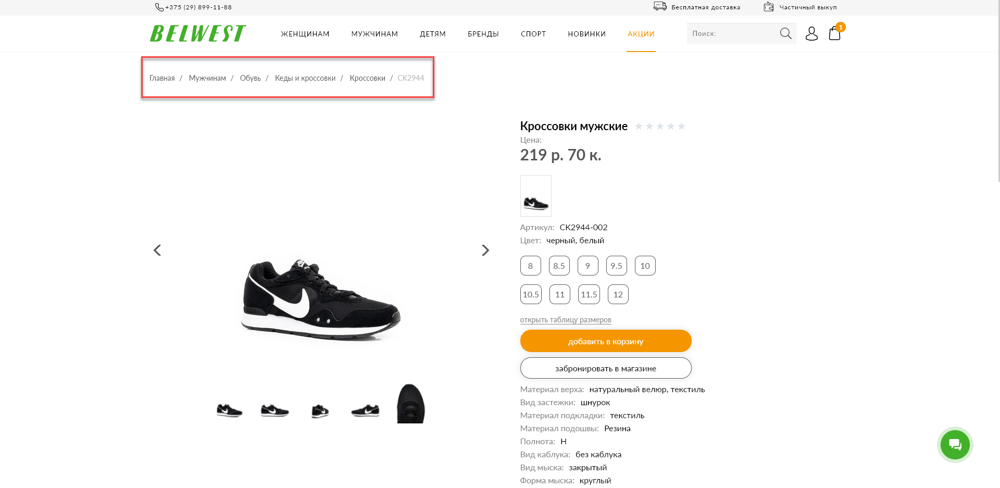 +375 (29) 899-11-88
Бесплатная доставка
Частичный выкуп
BELWEST
ЖЕНЩИНАМ
МУЖЧИНАМ
ДЕТЯМ
БРЕНДЫ
СПОРТ
НОВИНКИ
АКЦИИ
Поиск:
1
Главная / Мужчинам / Обувь / Кеды и кроссовки / Кроссовки / CK2944
Кроссовки мужские
Цена:
219 р. 70 к.
Артикул: CK2944-002
Цвет: черный, белый
8 8.5 9 9.5 10
10.5 11 11.5 12
открыть таблицу размеров
добавить в корзину
забронировать в магазине
Материал верха: натуральный велюр, текстиль
Вид застежки: шнурок
Материал подкладки: текстиль
Материал подошвы: Резина
Полнота: H
Вид каблука: без каблука
Вид мыска: закрытый
Форма мыска: круглый